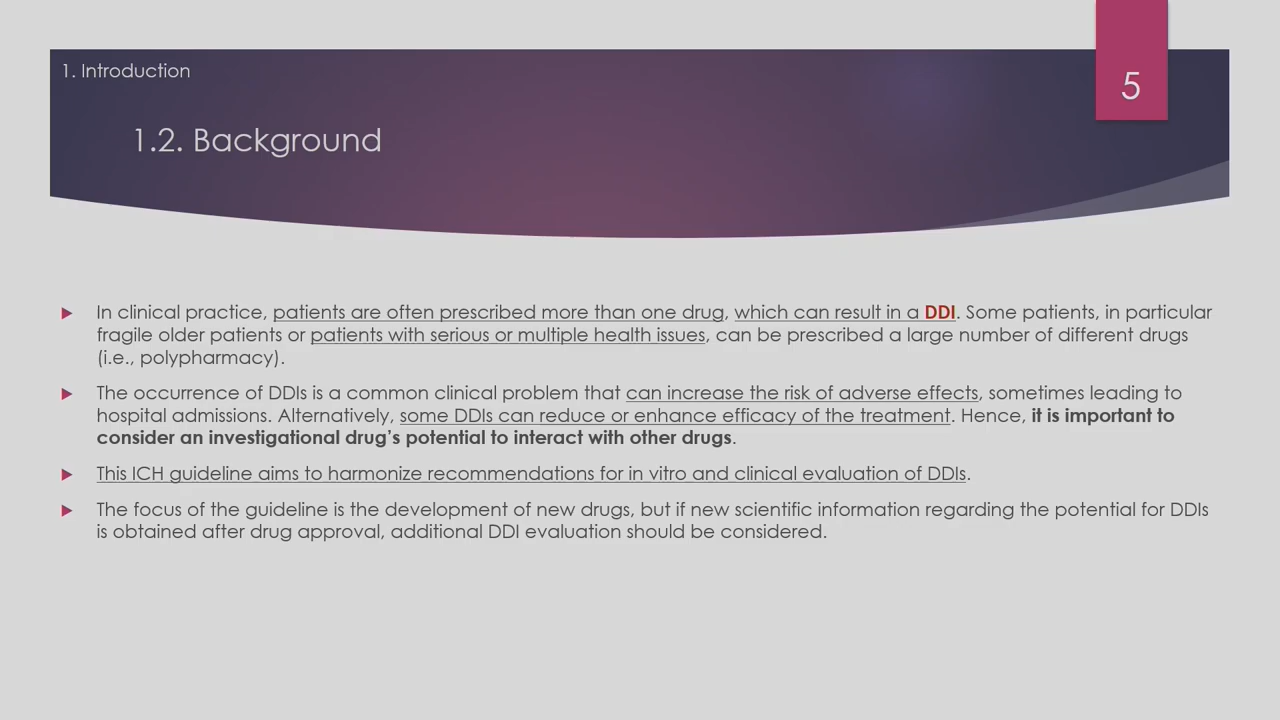 1. Introduction
5
1.2. Background
In clinical practice, patients are often prescribed more than one drug, which can result in a DDI. Some patients, in particular
fragile older patients or patients with serious or multiple health issues, can be prescribed a large number of different drugs
(i.e., polypharmacy).
The occurrence of DDIs is a common clinical problem that can increase the risk of adverse effects, sometimes leading to
hospital admissions. Alternatively, some DDIs can reduce or enhance efficacy of the treatment. Hence, it is important to
consider an investigational drug’s potential to interact with other drugs.
This ICH guideline aims to harmonize recommendations for in vitro and clinical evaluation of DDIs.
The focus of the guideline is the development of new drugs, but if new scientific information regarding the potential for DDIs
is obtained after drug approval, additional DDI evaluation should be considered.